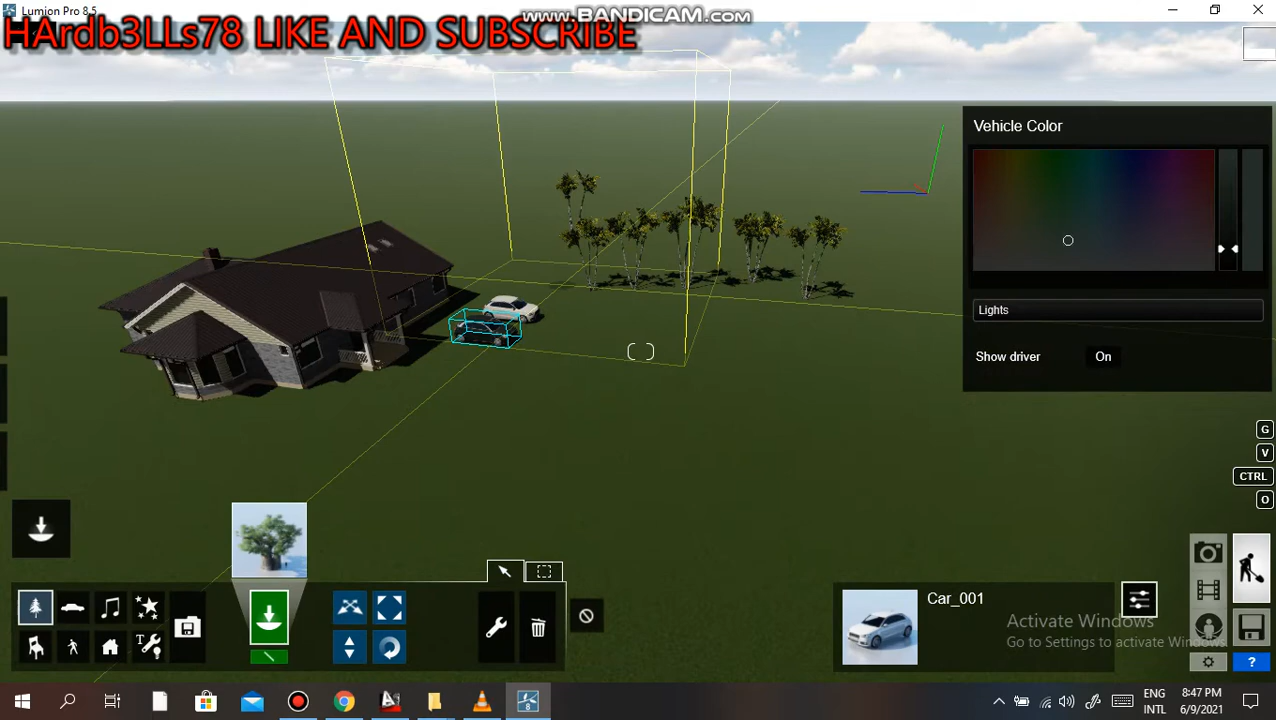 Lumion Pro 8.5
www.BANDICAM.com
HArdb3LLs78 LIKE AND SUBSCRIBE
Vehicle Color
Lights
Show driver On
G
V
CTRL
O
Car_001
Activate Windows
Go to Settings to activate Windows.
?
8
ENG
INTL
8:47 PM
6/9/2021